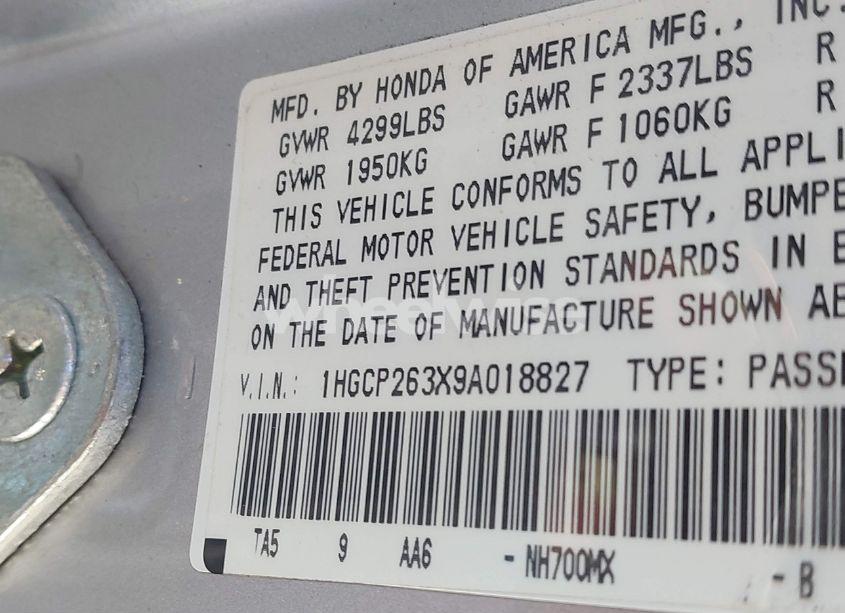 MFD. BY HONDA OF AMERICA MFG., INC.
GVWR 4299LBS GAWR F 2337LBS R
GVWR 1950KG GAWR F 1060KG R
THIS VEHICLE CONFORMS TO ALL APPLI
FEDERAL MOTOR VEHICLE SAFETY, BUMPE
AND THEFT PREVENTION STANDARDS IN E
ON THE DATE OF MANUFACTURE SHOWN AB
V.I.N.: 1HGCP263X9A018827 TYPE: PASSE
TA5 9 AA6 - NH700MX - B